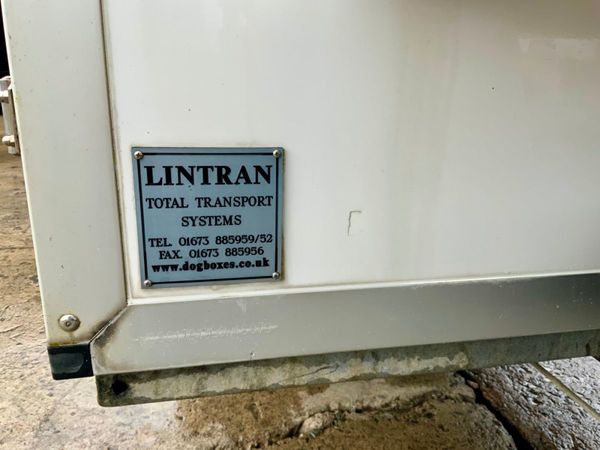 LINTRAN
TOTAL TRANSPORT
SYSTEMS
TEL. 01673 885959/52
FAX. 01673 885956
www.dogboxes.co.uk